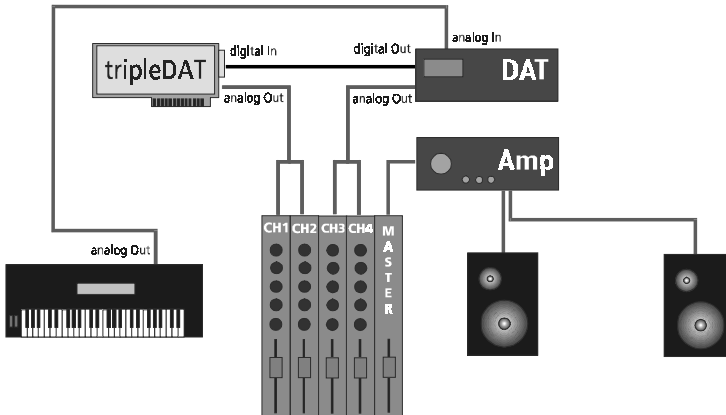 analog In
digital In
digital Out
tripleDAT
DAT
analog Out
analog Out
Amp
CH1 CH2 CH3 CH4 MASTER
analog Out